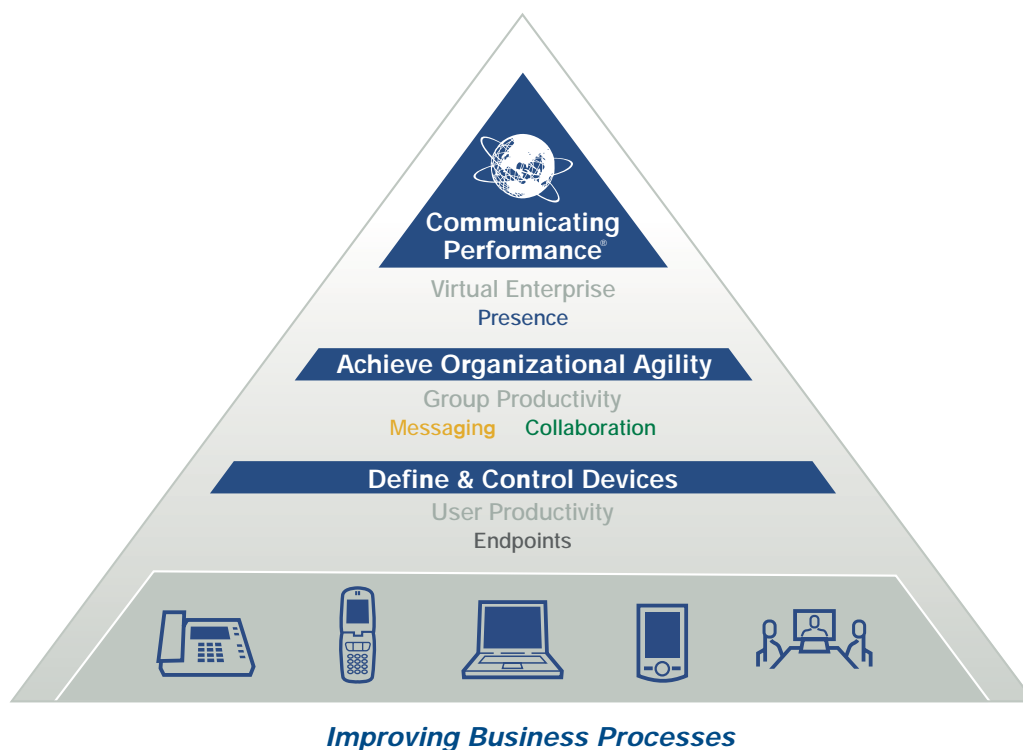 Communicating
Performance®
Virtual Enterprise
Presence
Achieve Organizational Agility
Group Productivity
Messaging Collaboration
Define & Control Devices
User Productivity
Endpoints
Improving Business Processes